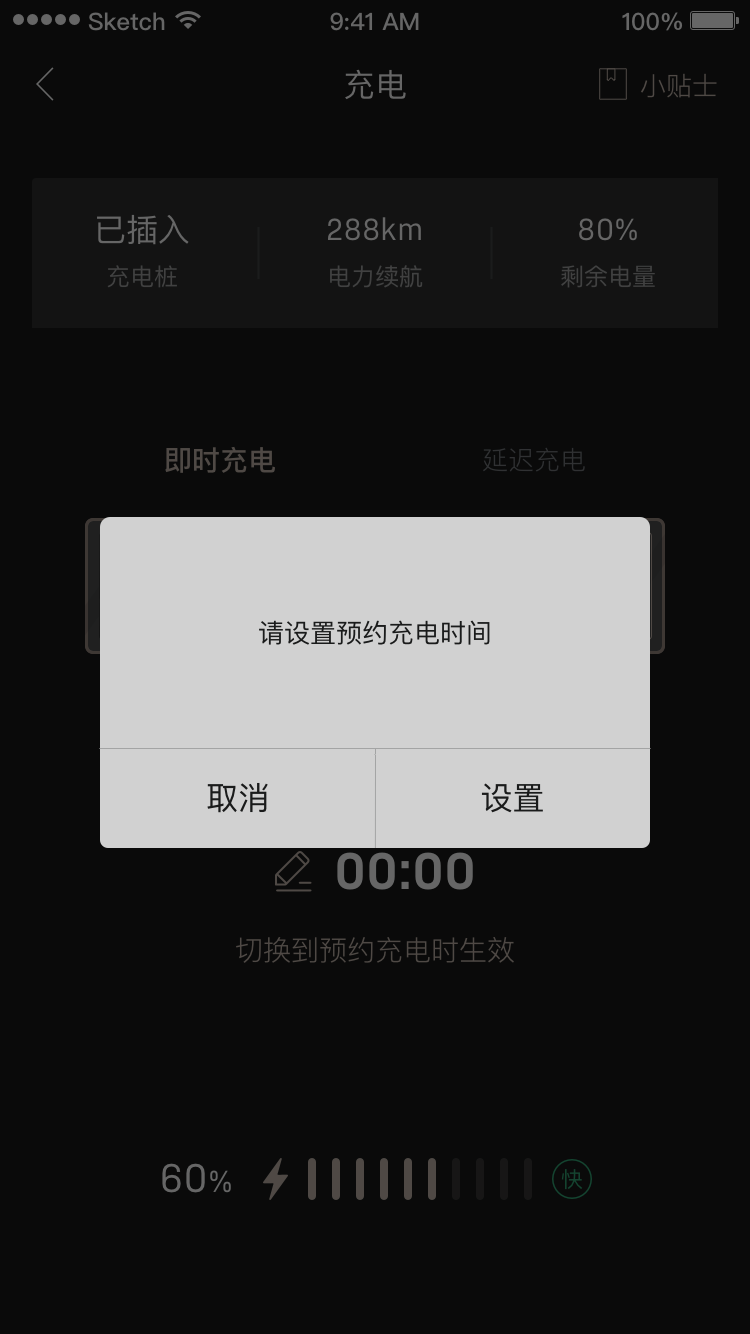 Sketch 9:41 AM 100%
充电 小贴士
已插入 288km 80%
充电桩 电力续航 剩余电量
即时充电 延迟充电
请设置预约充电时间
取消 设置
00:00
切换到预约充电时生效
60% 快